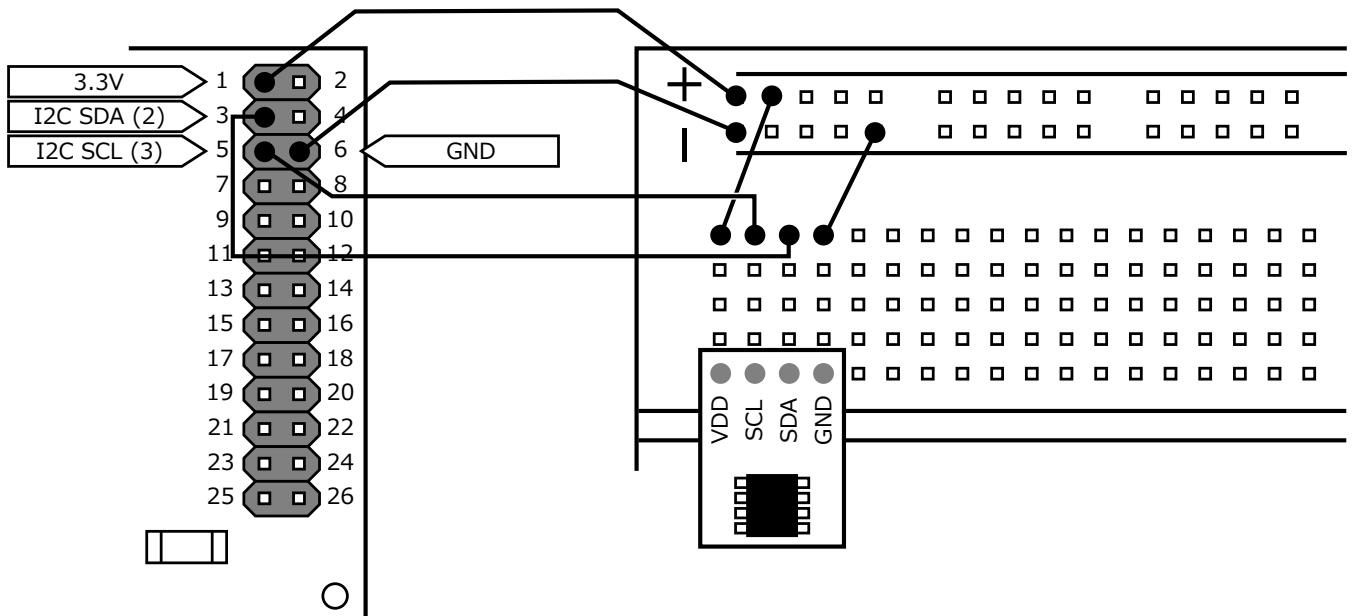 3.3V 1 2
I2C SDA (2) 3 4
I2C SCL (3) 5 6 GND
7 8
9 10
11 12
13 14
15 16
17 18
19 20
21 22
23 24
25 26
+
−
VDD
SCL
SDA
GND